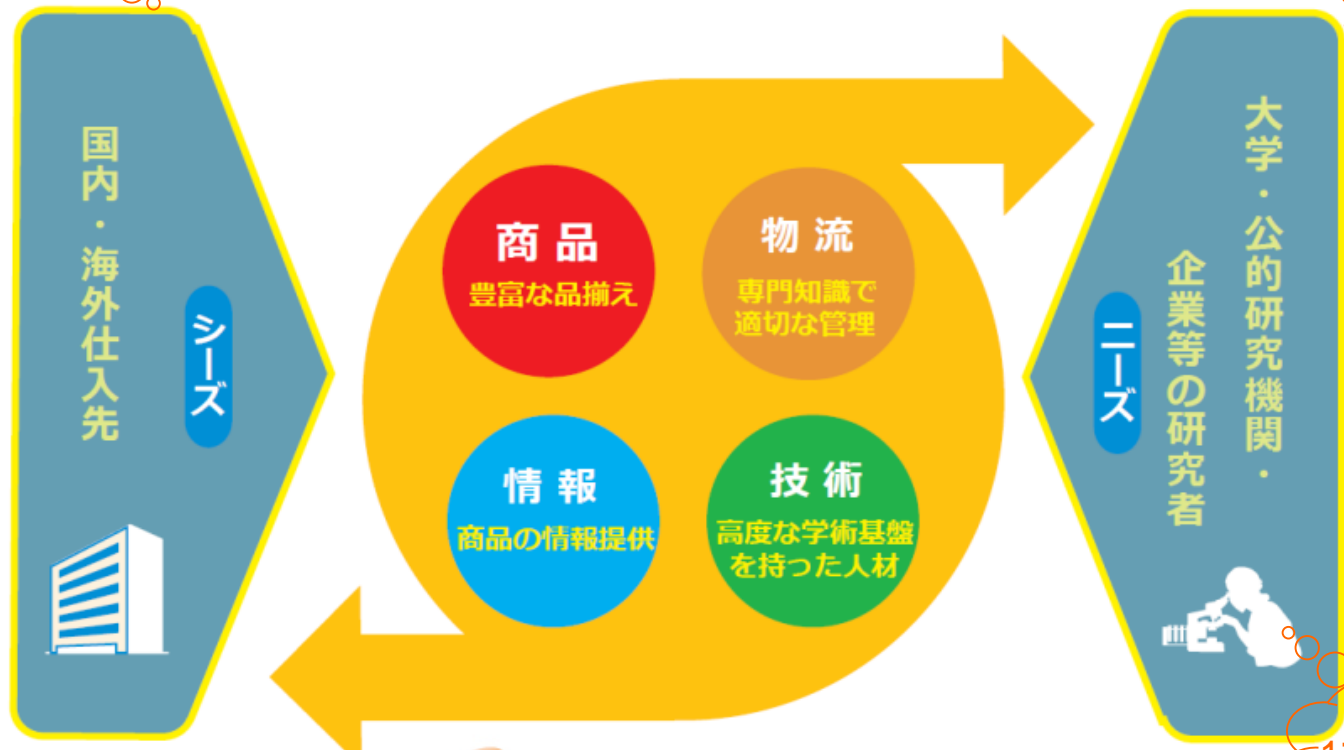 国内・海外仕入先
シーズ
商品
豊富な品揃え
物流
専門知識で
適切な管理
情報
商品の情報提供
技術
高度な学術基盤
を持った人材
大学・公的研究機関・
企業等の研究者
ニーズ